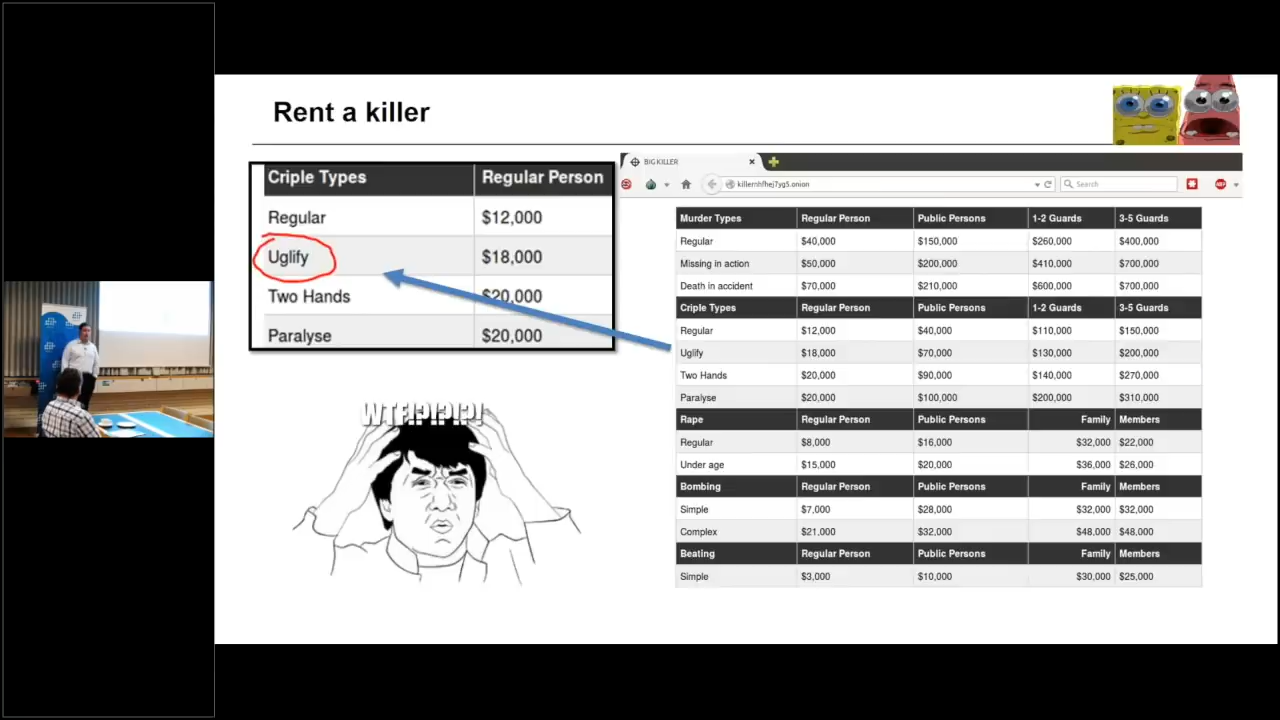 Rent a killer
Criple Types Regular Person
Regular $12,000
Uglify $18,000
Two Hands $20,000
Paralyse $20,000
WTF!?!?!?!
BIG KILLER
killernhfhej7yg5.onion
Search
ABP
Murder Types Regular Person Public Persons 1-2 Guards 3-5 Guards
Regular $40,000 $150,000 $260,000 $400,000
Missing in action $50,000 $200,000 $410,000 $700,000
Death in accident $70,000 $210,000 $600,000 $700,000
Criple Types Regular Person Public Persons 1-2 Guards 3-5 Guards
Regular $12,000 $40,000 $110,000 $150,000
Uglify $18,000 $70,000 $130,000 $200,000
Two Hands $20,000 $90,000 $140,000 $270,000
Paralyse $20,000 $100,000 $200,000 $310,000
Rape Regular Person Public Persons Family Members
Regular $8,000 $16,000 $32,000 $22,000
Under age $15,000 $20,000 $36,000 $26,000
Bombing Regular Person Public Persons Family Members
Simple $7,000 $28,000 $32,000 $32,000
Complex $21,000 $32,000 $48,000 $48,000
Beating Regular Person Public Persons Family Members
Simple $3,000 $10,000 $30,000 $25,000